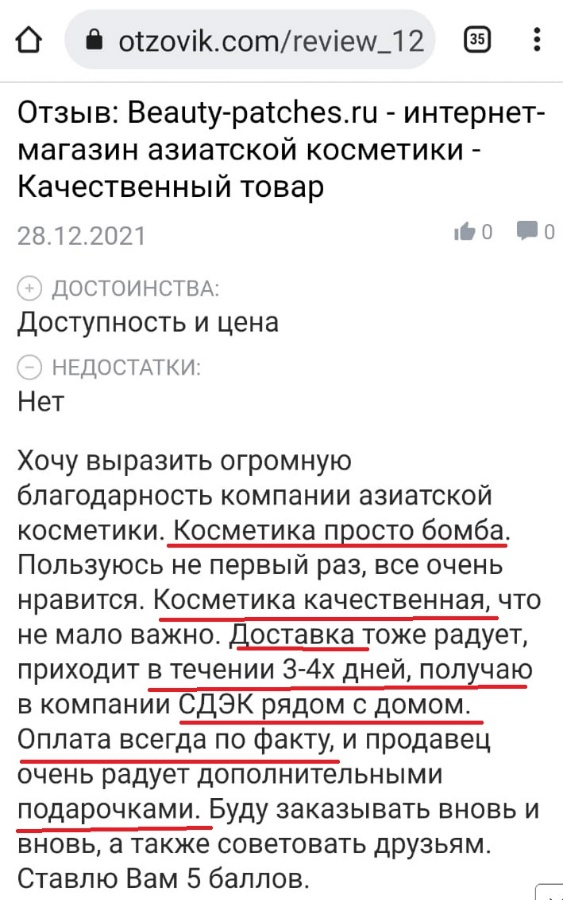 otzovik.com/review_12
35
Отзыв: Beauty-patches.ru - интернет-
магазин азиатской косметики -
Качественный товар
28.12.2021
0
0
ДОСТОИНСТВА:
Доступность и цена
НЕДОСТАТКИ:
Нет
Хочу выразить огромную
благодарность компании азиатской
косметики. Косметика просто бомба.
Пользуюсь не первый раз, все очень
нравится. Косметика качественная, что
не мало важно. Доставка тоже радует,
приходит в течении 3-4х дней, получаю
в компании СДЭК рядом с домом.
Оплата всегда по факту, и продавец
очень радует дополнительными
подарочками. Буду заказывать вновь и
вновь, а также советовать друзьям.
Ставлю Вам 5 баллов.